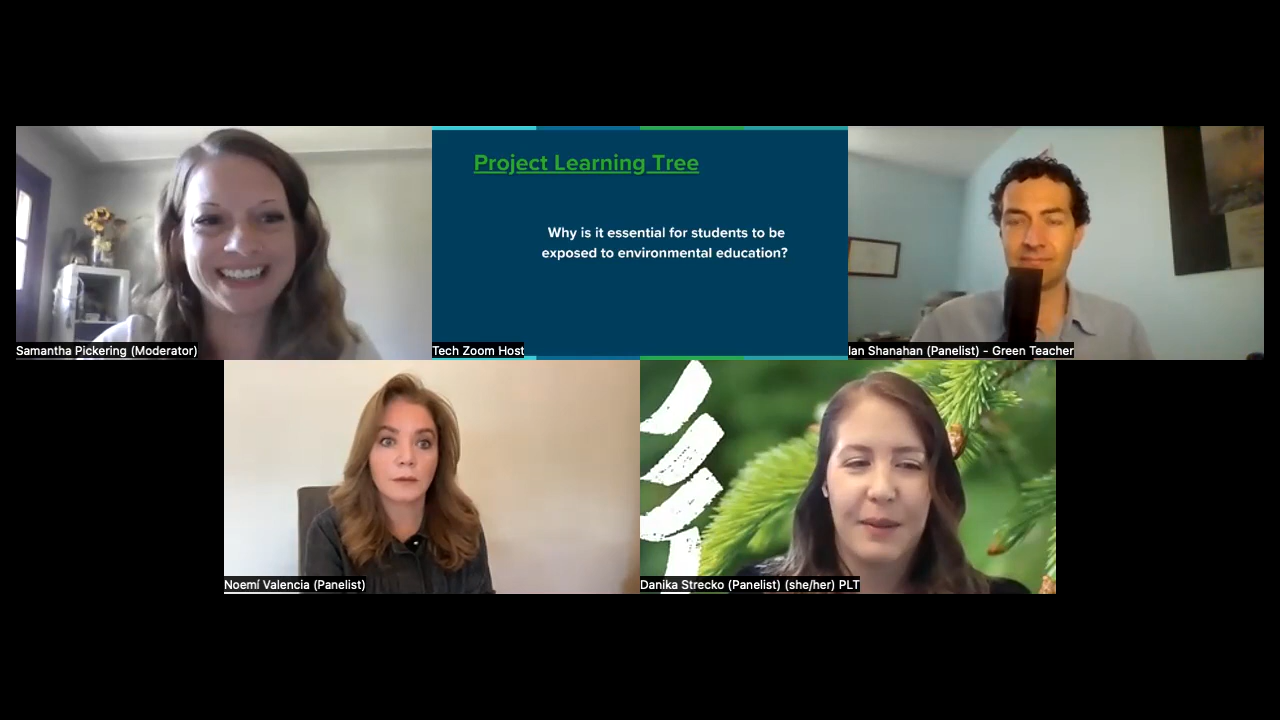 Project Learning Tree
Why is it essential for students to be
exposed to environmental education?
Samantha Pickering (Moderator)
Tech Zoom Host
Ian Shanahan (Panelist) - Green Teacher
Noemí Valencia (Panelist)
Danika Strecko (Panelist) (she/her) PLT